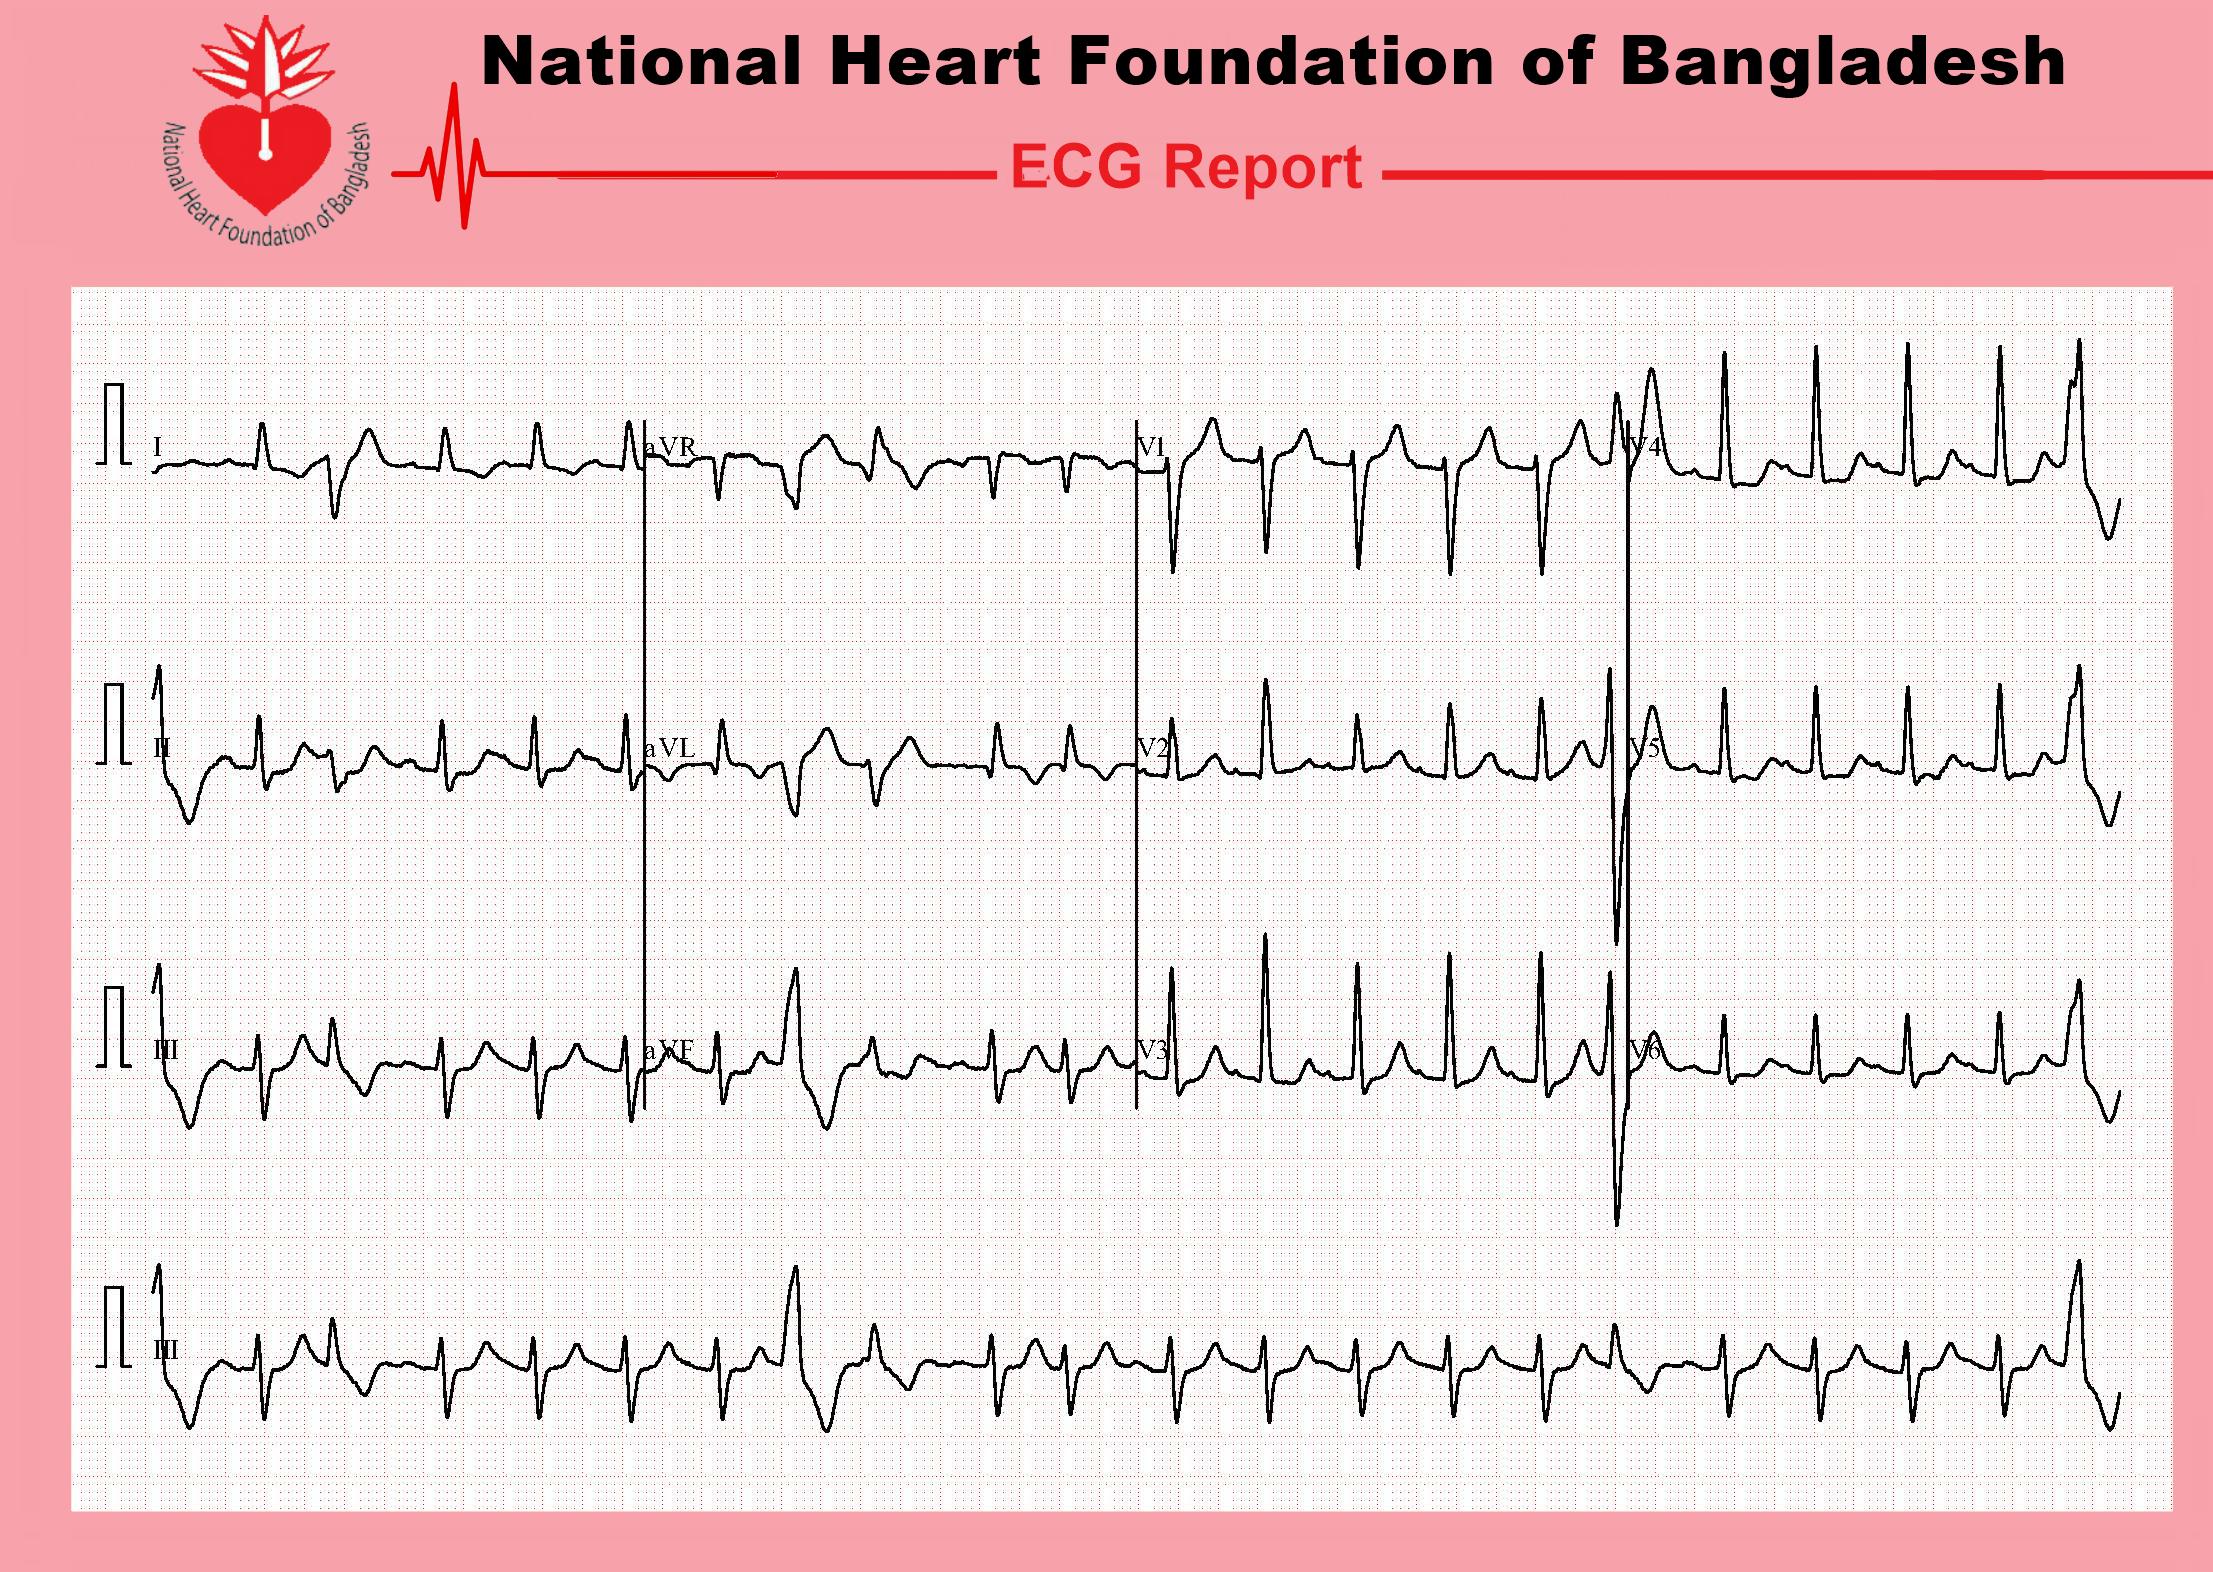 National Heart Foundation of Bangladesh
National Heart Foundation of Bangladesh
ECG Report
I aVR V1 V4
II aVL V2 V5
III aVF V3 V6
III